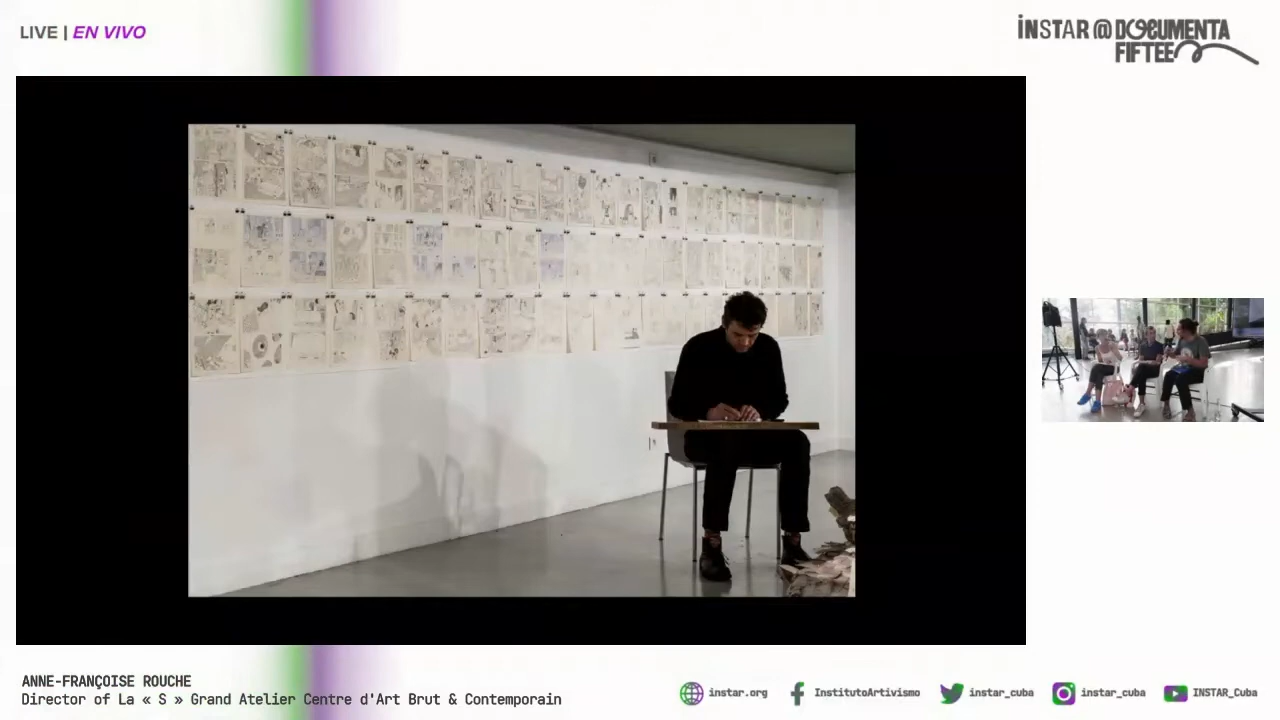 LIVE | EN VIVO
INSTAR @ DOCUMENTA
FIFTEEN
ANNE-FRANÇOISE ROUCHE
Director of La « S » Grand Atelier Centre d'Art Brut & Contemporain
instar.org
InstitutoArtivismo
instar_cuba
instar_cuba
INSTAR_Cuba